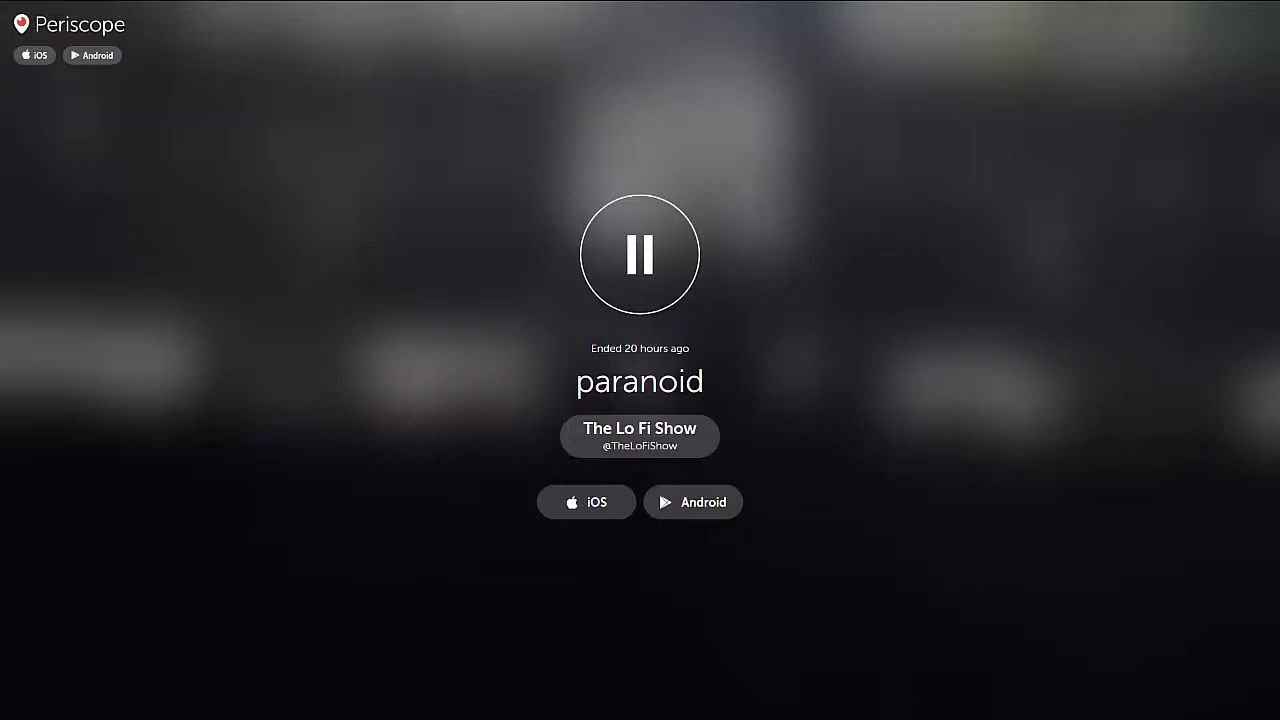 Periscope
iOS
Android
Ended 20 hours ago
paranoid
The Lo Fi Show
@TheLoFiShow
iOS
Android